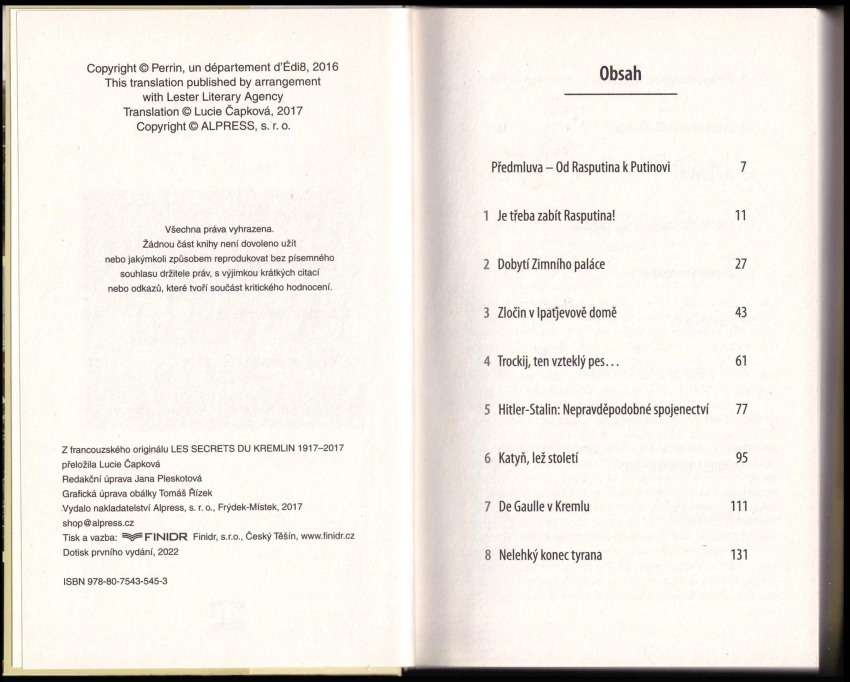 Copyright © Perrin, un département d'Édi8, 2016
This translation published by arrangement
with Lester Literary Agency
Translation © Lucie Čapková, 2017
Copyright © ALPRESS, s. r. o.
Všechna práva vyhrazena.
Žádnou část knihy není dovoleno užít
nebo jakýmkoli způsobem reprodukovat bez písemného
souhlasu držitele práv, s výjimkou krátkých citací
nebo odkazů, které tvoří součást kritického hodnocení.
Z francouzského originálu LES SECRETS DU KREMLIN 1917–2017
přeložila Lucie Čapková
Redakční úprava Jana Pleskotová
Grafická úprava obálky Tomáš Řízek
Vydalo nakladatelství Alpress, s. r. o., Frýdek-Místek, 2017
shop@alpress.cz
Tisk a vazba: FINIDR Finidr, s.r.o., Český Těšín, www.finidr.cz
Dotisk prvního vydání, 2022
ISBN 978-80-7543-545-3
Obsah
Předmluva – Od Rasputina k Putinovi 7
1 Je třeba zabít Rasputina! 11
2 Dobytí Zimního paláce 27
3 Zločin v Ipaťjevově domě 43
4 Trockij, ten vzteklý pes… 61
5 Hitler-Stalin: Nepravděpodobné spojenectví 77
6 Katyň, lež století 95
7 De Gaulle v Kremlu 111
8 Nelehký konec tyrana 131